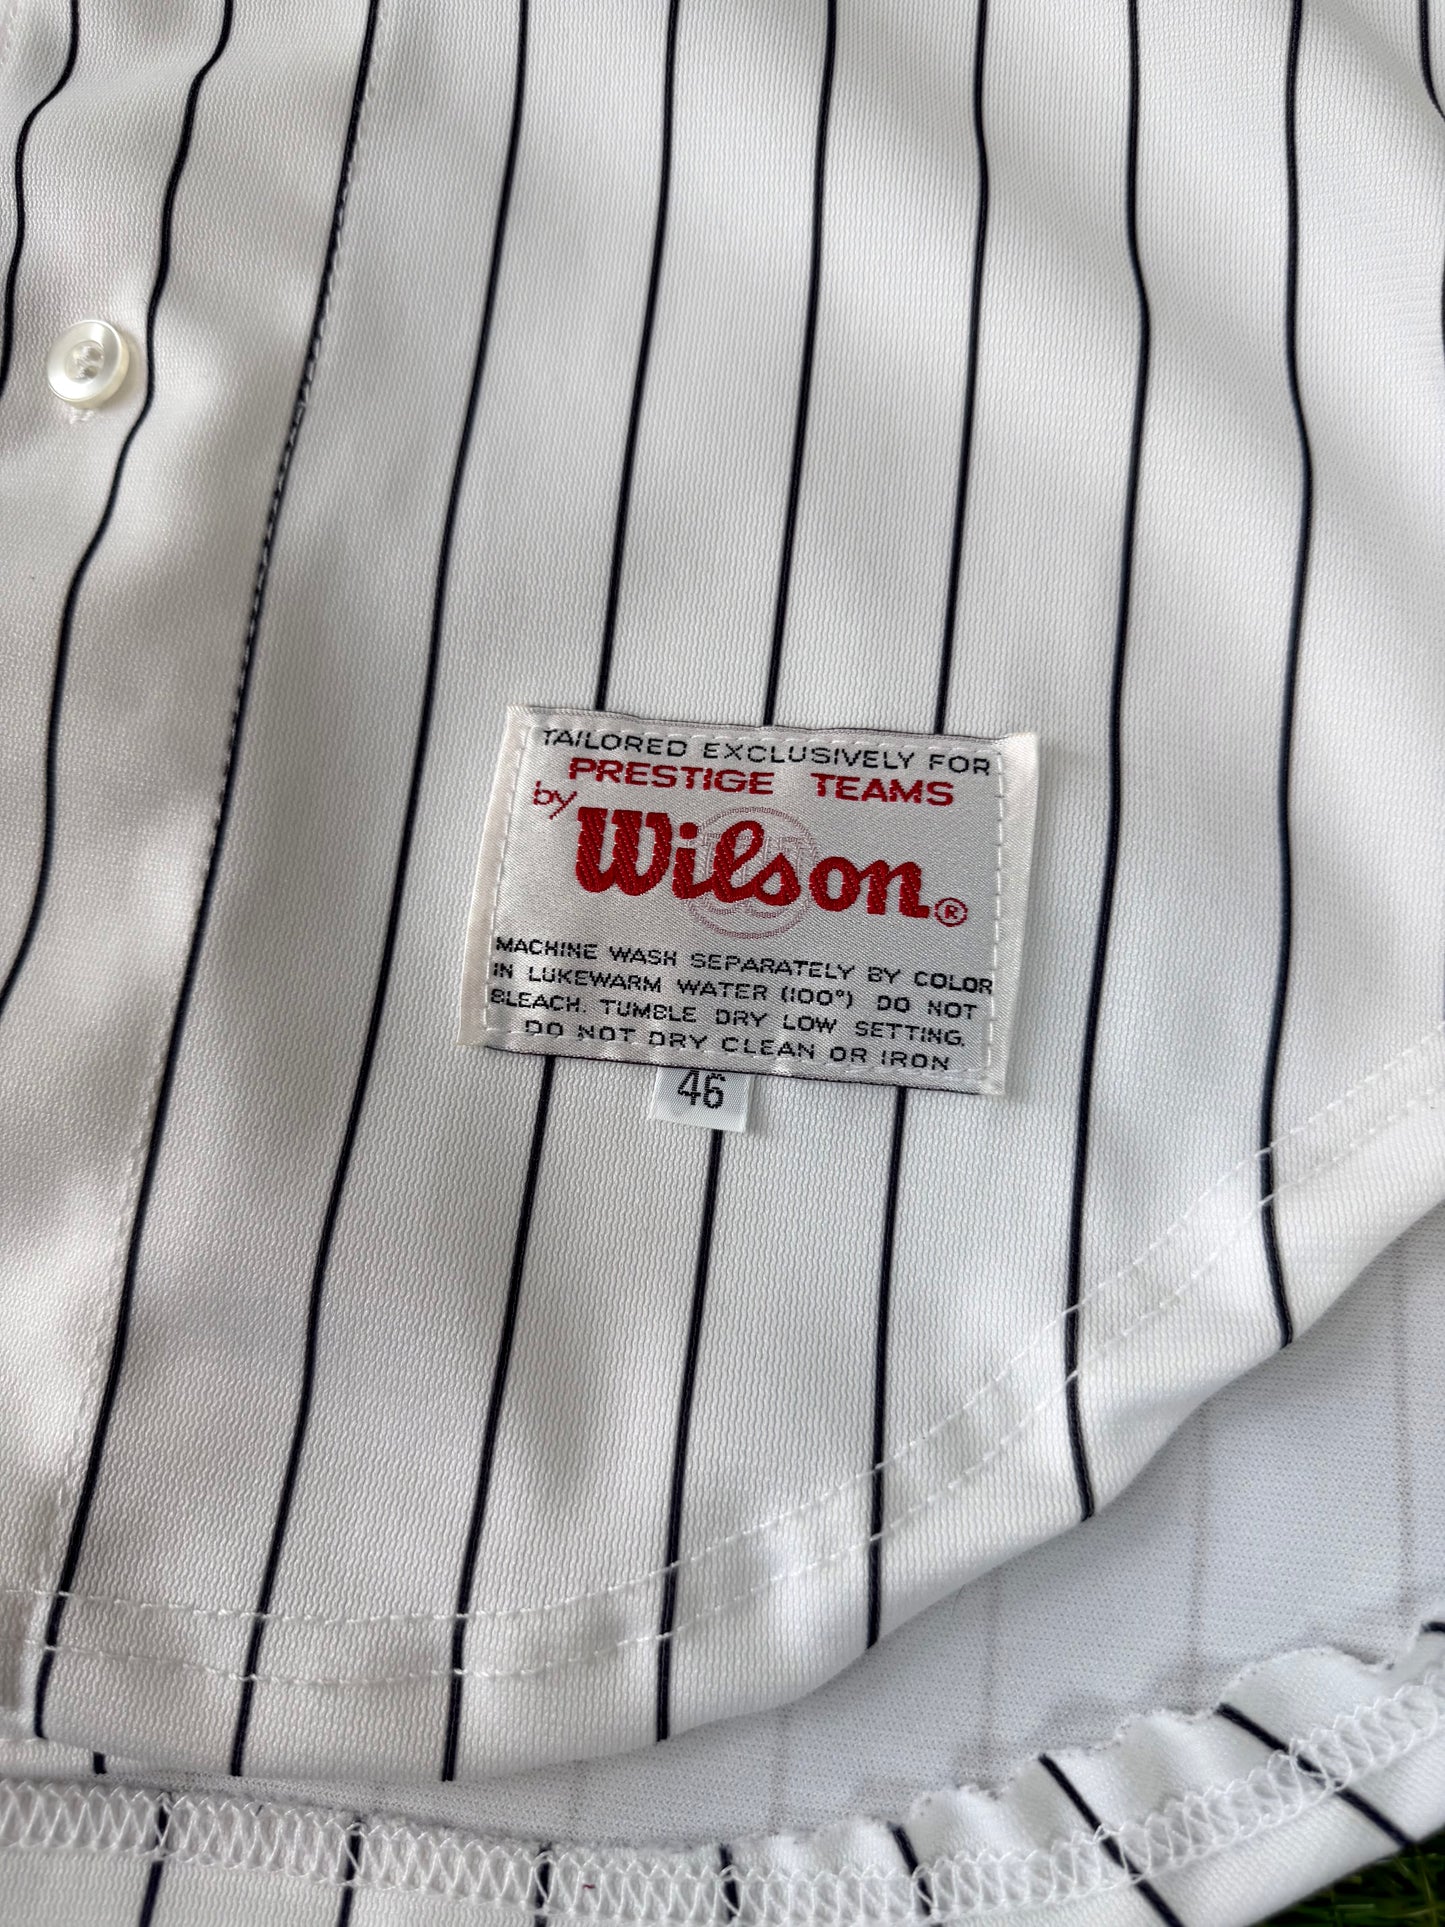 TAILORED EXCLUSIVELY FOR
PRESTIGE TEAMS
by Wilson®
MACHINE WASH SEPARATELY BY COLOR
IN LUKEWARM WATER (100°) DO NOT
BLEACH. TUMBLE DRY LOW SETTING.
DO NOT DRY CLEAN OR IRON
46